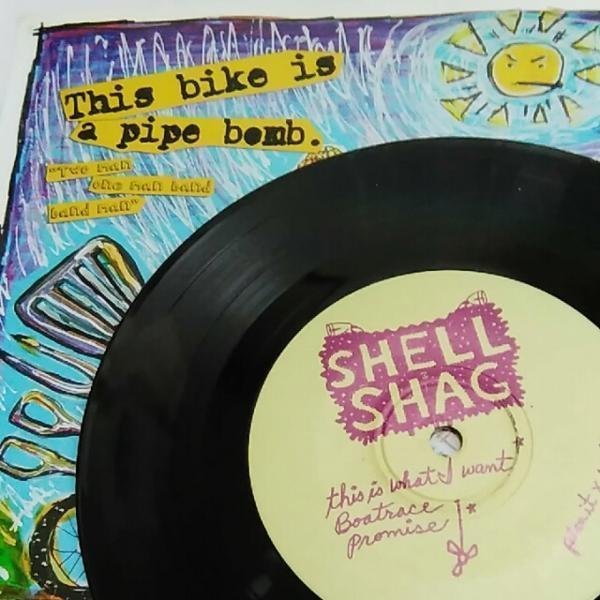 This bike is
a pipe bomb.
"Two man
one man band
band man"
SHELL
SHAG
this is what I want
Boatrace
Promise